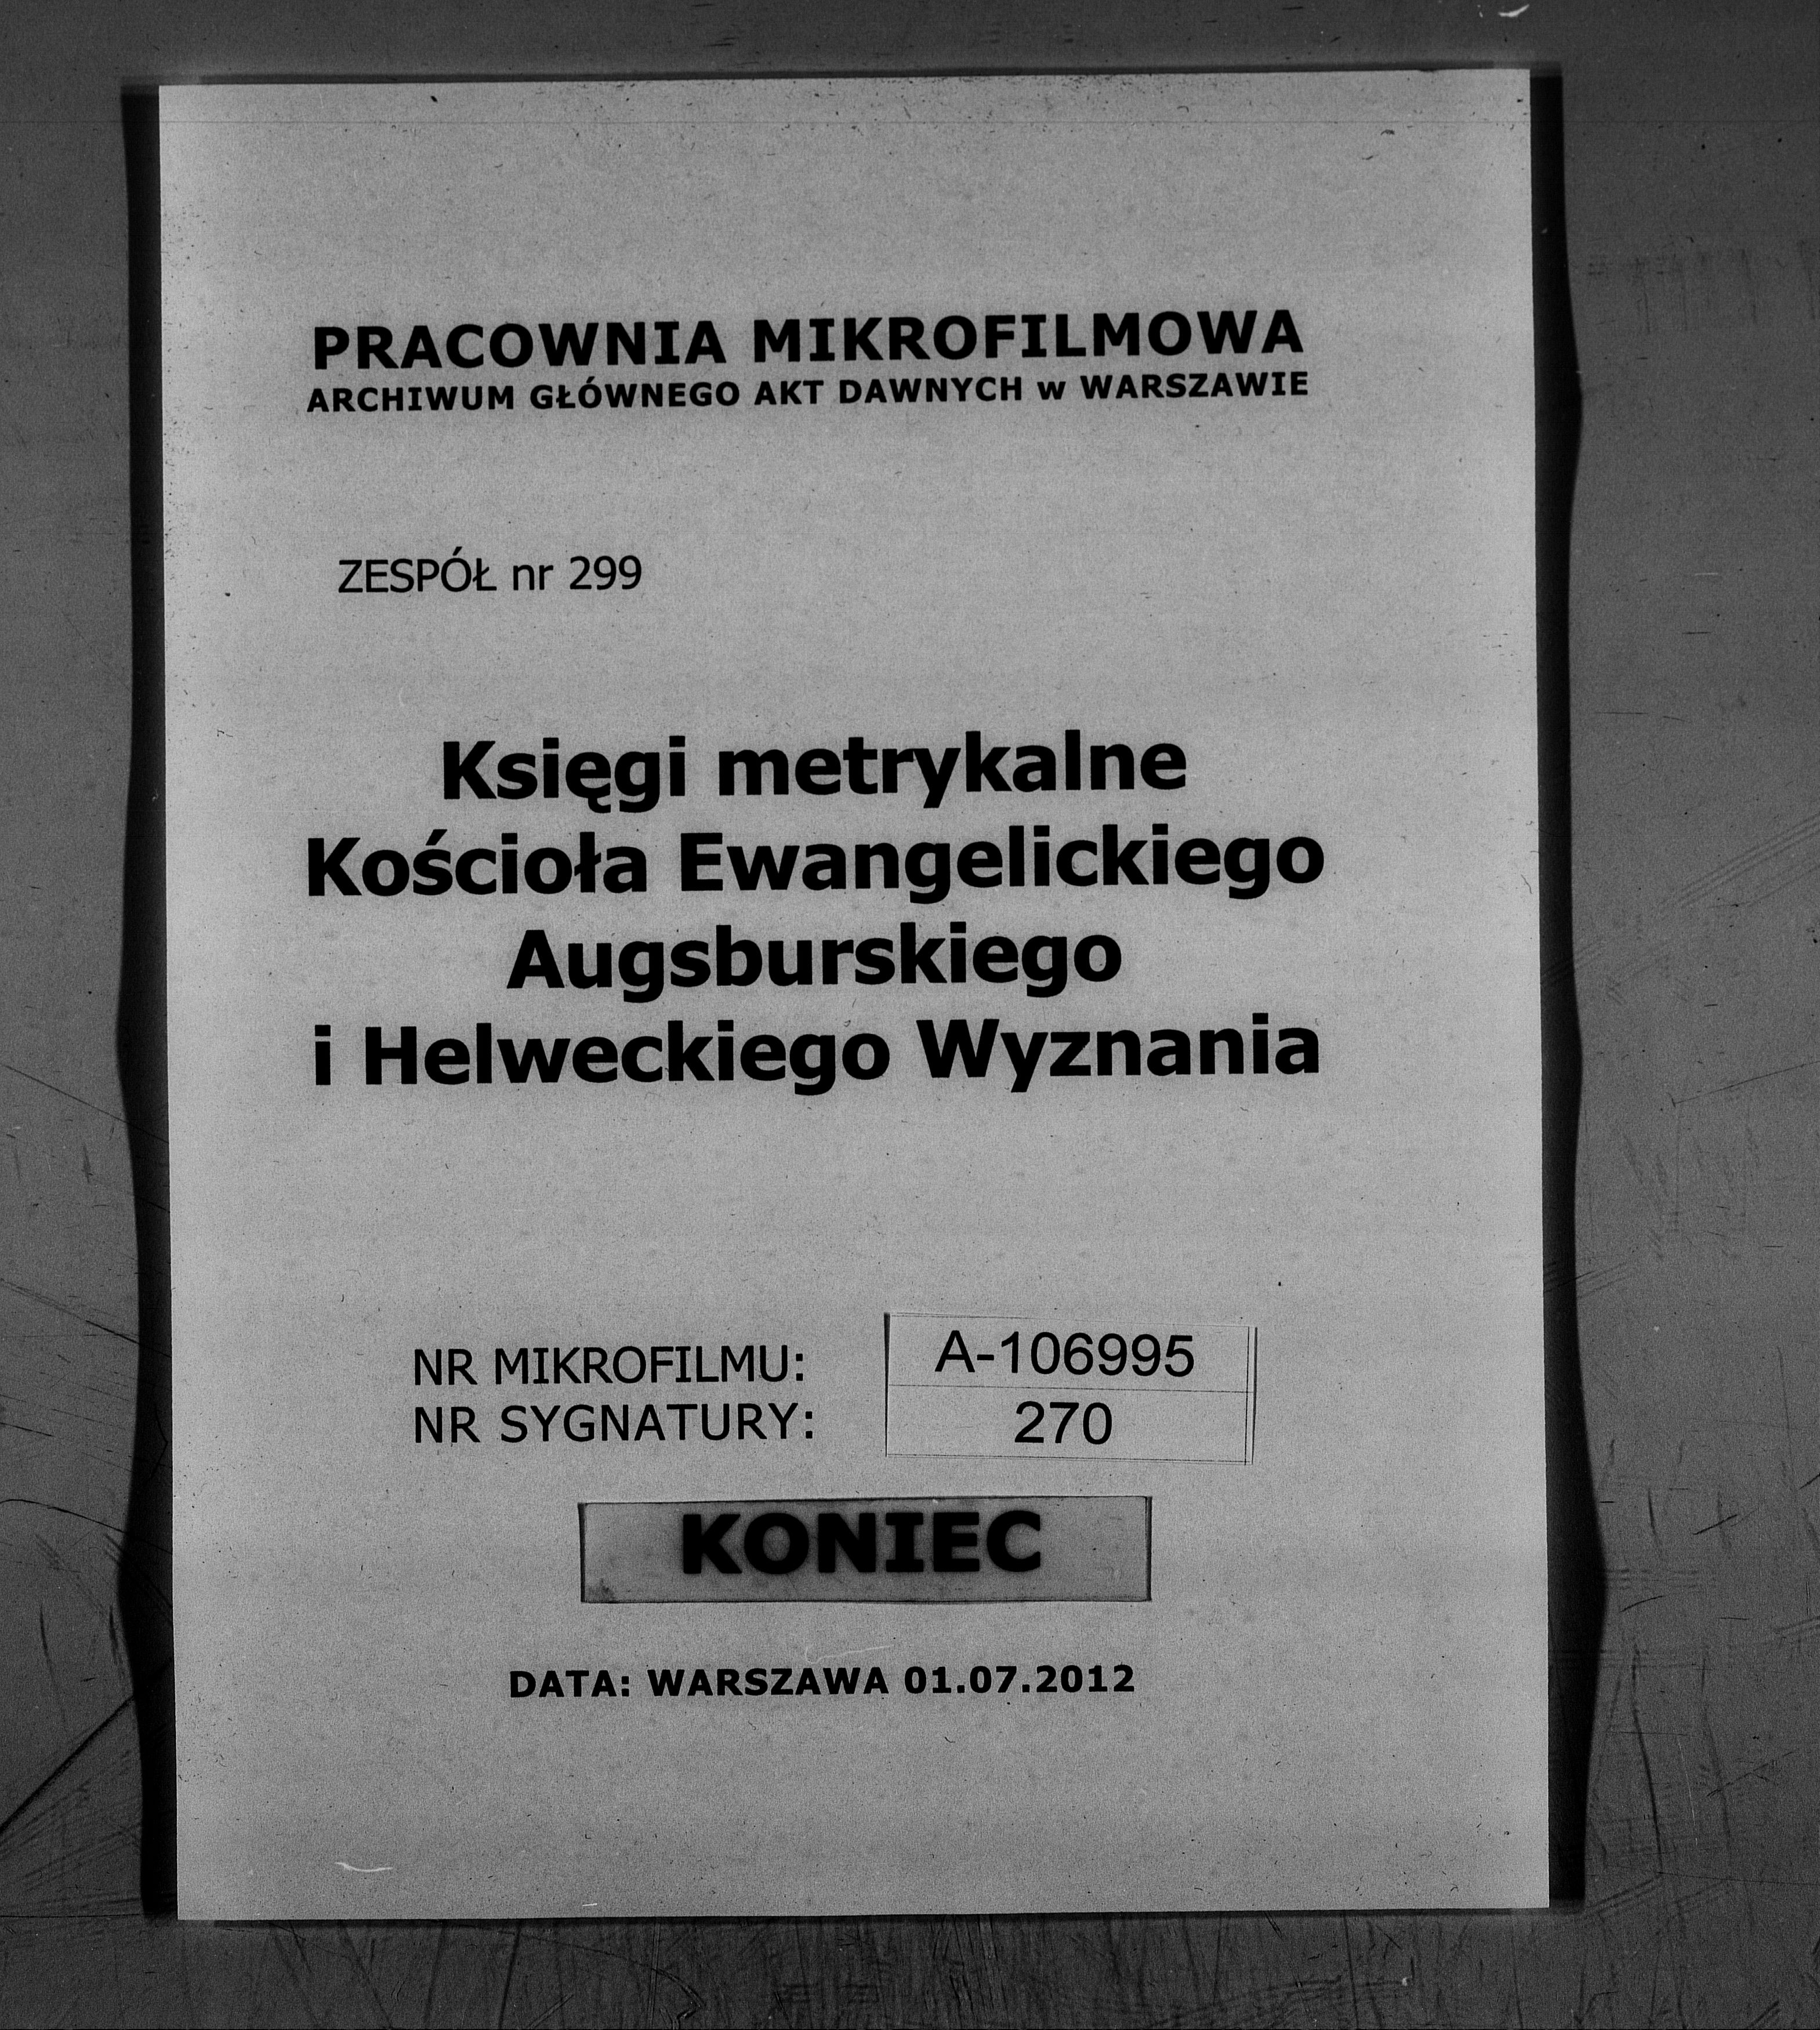 PRACOWNIA MIKROFILMOWA
ARCHIWUM GŁÓWNEGO AKT DAWNYCH w WARSZAWIE
ZESPÓŁ nr 299
Księgi metrykalne
Kościoła Ewangelickiego
Augsburskiego
i Helweckiego Wyznania
NR MIKROFILMU: A-106995
NR SYGNATURY: 270
KONIEC
DATA: WARSZAWA 01.07.2012